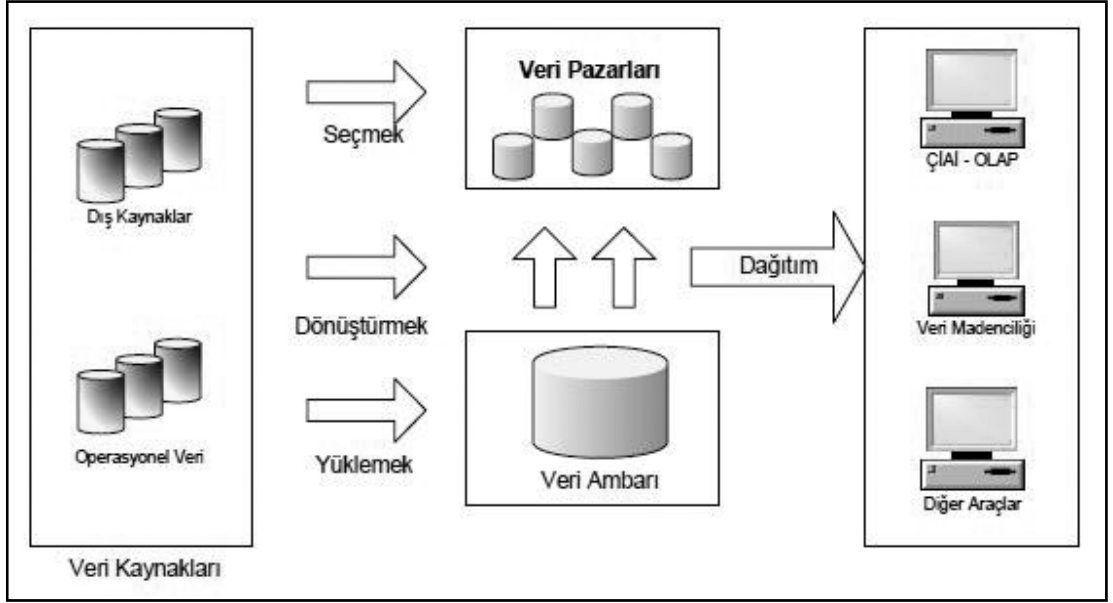 Dış Kaynaklar
Operasyonel Veri
Veri Kaynakları
Seçmek
Dönüştürmek
Yüklemek
Veri Pazarları
Veri Ambarı
Dağıtım
ÇİAİ - OLAP
Veri Madenciliği
Diğer Araçlar